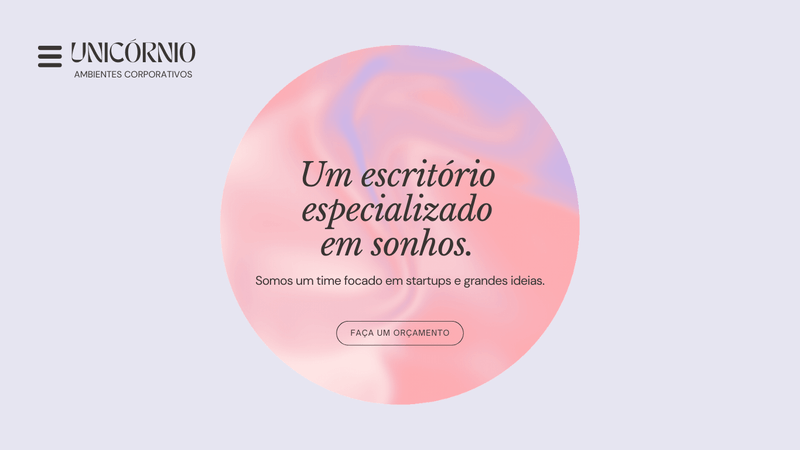 UNICÓRNIO
AMBIENTES CORPORATIVOS
Um escritório
especializado
em sonhos.
Somos um time focado em startups e grandes ideias.
FAÇA UM ORÇAMENTO